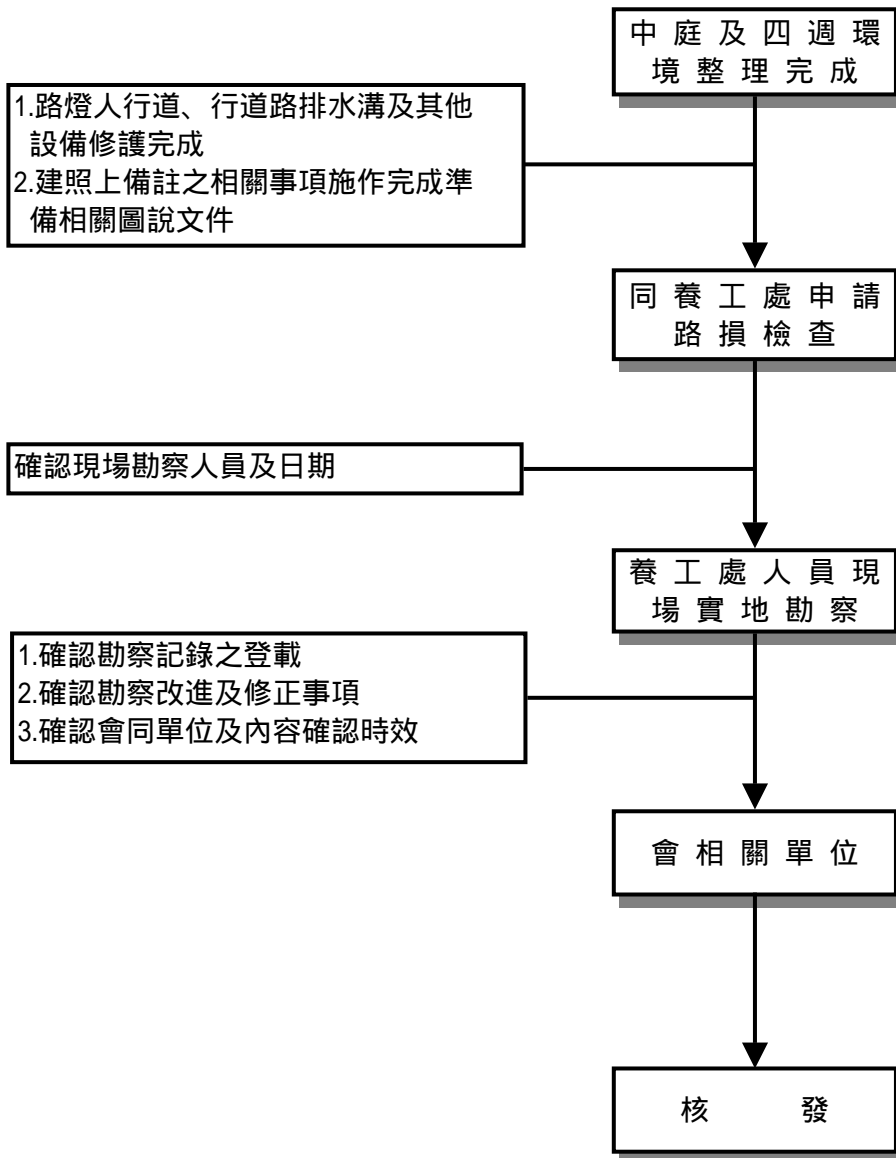 中庭及四週環
境整理完成
1.路燈人行道、行道路排水溝及其他
設備修護完成
2.建照上備註之相關事項施作完成準
備相關圖說文件
同養工處申請
路損檢查
確認現場勘察人員及日期
養工處人員現
場實地勘察
1.確認勘察記錄之登載
2.確認勘察改進及修正事項
3.確認會同單位及內容確認時效
會相關單位
核發